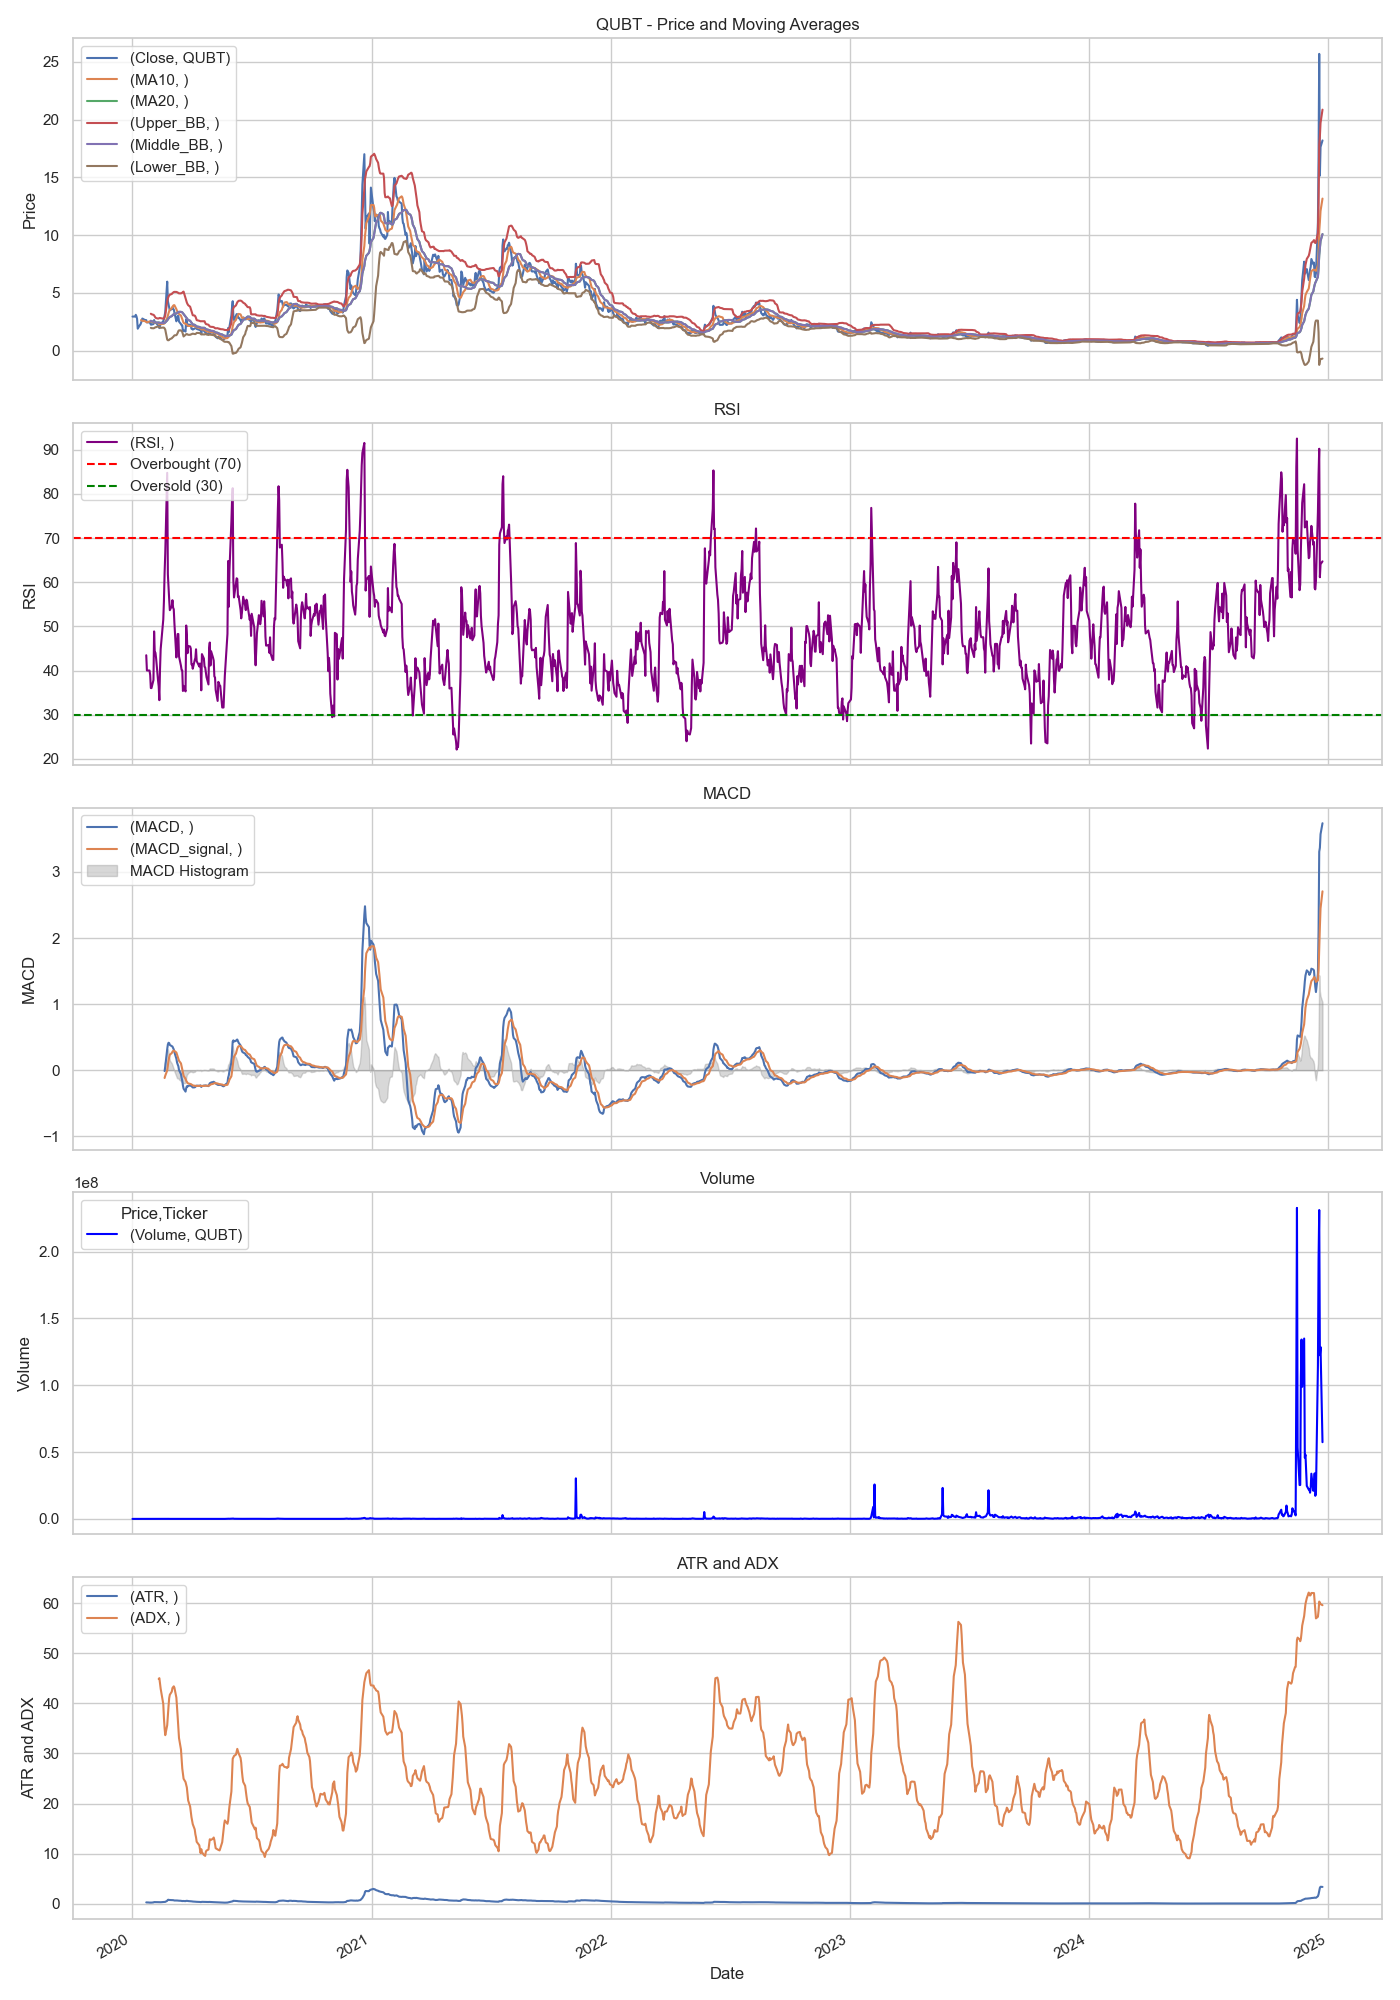 QUBT - Price and Moving Averages
(Close, QUBT)
(MA10, )
(MA20, )
(Upper_BB, )
(Middle_BB, )
(Lower_BB, )
Price
25
20
15
10
5
0
RSI
(RSI, )
Overbought (70)
Oversold (30)
RSI
90
80
70
60
50
40
30
20
MACD
(MACD, )
(MACD_signal, )
MACD Histogram
MACD
3
2
1
0
−1
Volume
1e8
Price,Ticker
(Volume, QUBT)
Volume
2.0
1.5
1.0
0.5
0.0
ATR and ADX
(ATR, )
(ADX, )
ATR and ADX
60
50
40
30
20
10
0
2020
2021
2022
2023
2024
2025
Date